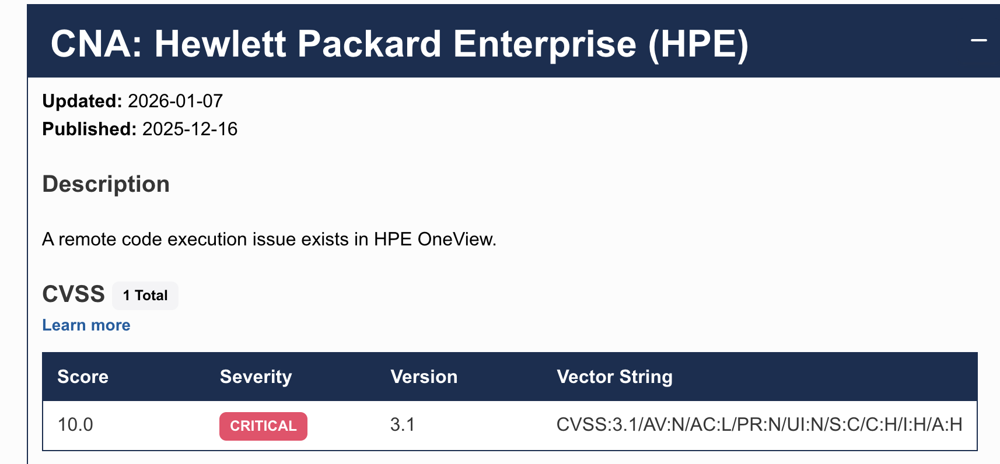 CNA: Hewlett Packard Enterprise (HPE)
Updated: 2026-01-07
Published: 2025-12-16
Description
A remote code execution issue exists in HPE OneView.
CVSS 1 Total
Learn more
Score Severity Version Vector String
10.0 CRITICAL 3.1 CVSS:3.1/AV:N/AC:L/PR:N/UI:N/S:C/C:H/I:H/A:H